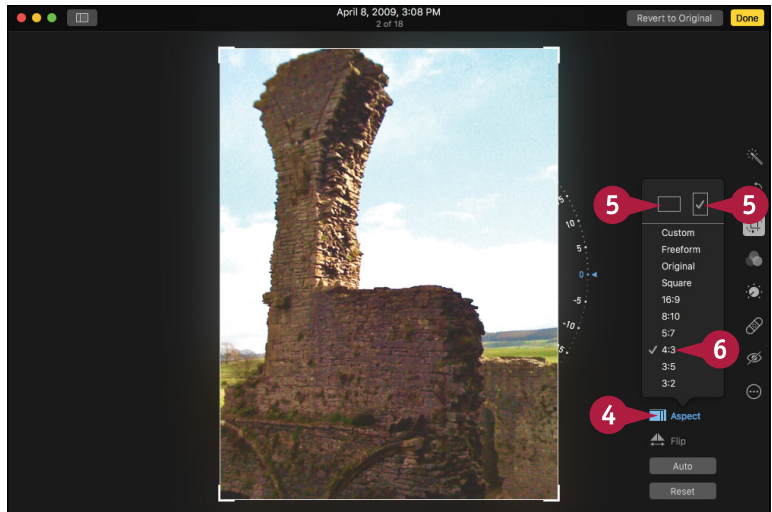 April 8, 2009, 3:08 PM
2 of 18
Revert to Original
Done
5
5
Custom
Freeform
Original
Square
16:9
8:10
5:7
4:3
6
3:5
3:2
10
5
0
-5
-10
4
Aspect
Flip
Auto
Reset